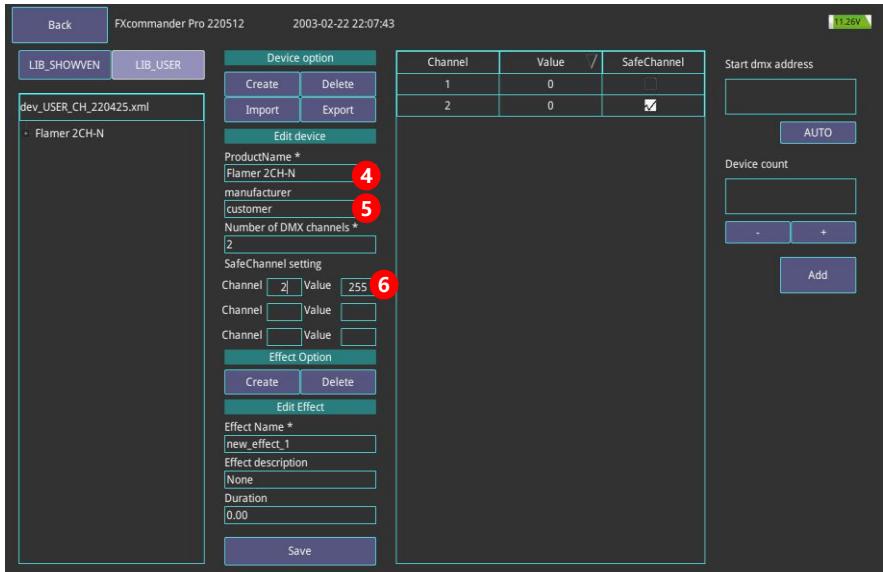 Back FXcommander Pro 220512 2003-02-22 22:07:43 11.26V
LIB_SHOWVEN LIB_USER
dev_USER_CH_220425.xml
Flamer 2CH-N
Device option
Create Delete
Import Export
Edit device
ProductName *
Flamer 2CH-N 4
manufacturer
customer 5
Number of DMX channels *
2
SafeChannel setting
Channel 2 Value 255 6
Channel Value
Channel Value
Effect Option
Create Delete
Edit Effect
Effect Name *
new_effect_1
Effect description
None
Duration
0.00
Save
Channel Value SafeChannel
1 0
2 0
Start dmx address
AUTO
Device count
- +
Add